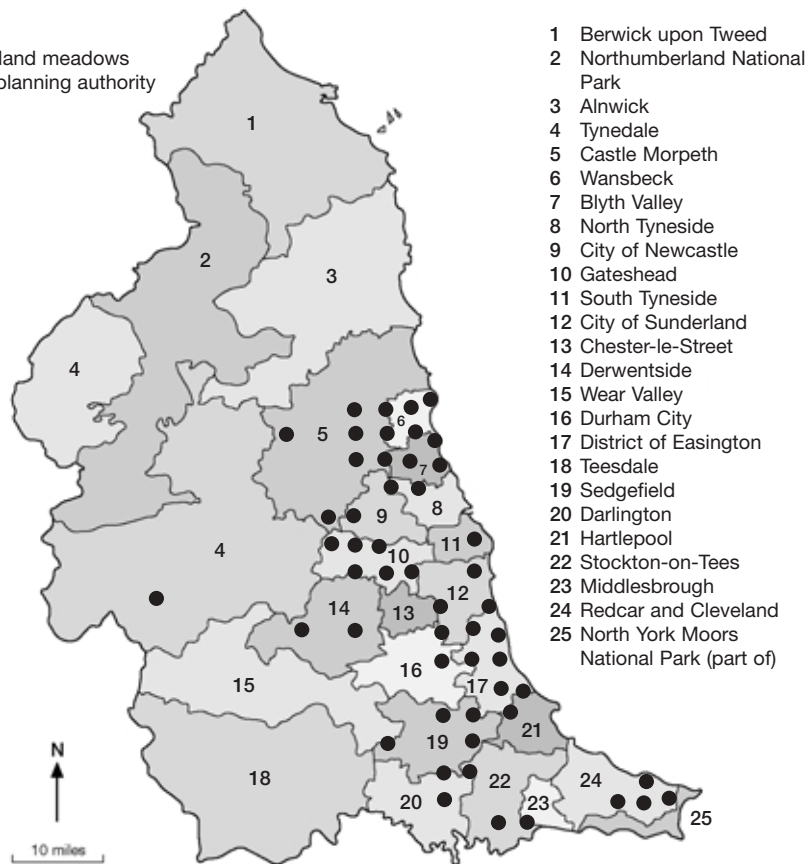 land meadows
planning authority
1 Berwick upon Tweed
2 Northumberland National
Park
3 Alnwick
4 Tynedale
5 Castle Morpeth
6 Wansbeck
7 Blyth Valley
8 North Tyneside
9 City of Newcastle
10 Gateshead
11 South Tyneside
12 City of Sunderland
13 Chester-le-Street
14 Derwentside
15 Wear Valley
16 Durham City
17 District of Easington
18 Teesdale
19 Sedgefield
20 Darlington
21 Hartlepool
22 Stockton-on-Tees
23 Middlesbrough
24 Redcar and Cleveland
25 North York Moors
National Park (part of)
1
2
3
4
5
6
7
8
9
10
11
4
12
14
13
16
15
17
21
19
18
22
24
20
23
25
N
10 miles